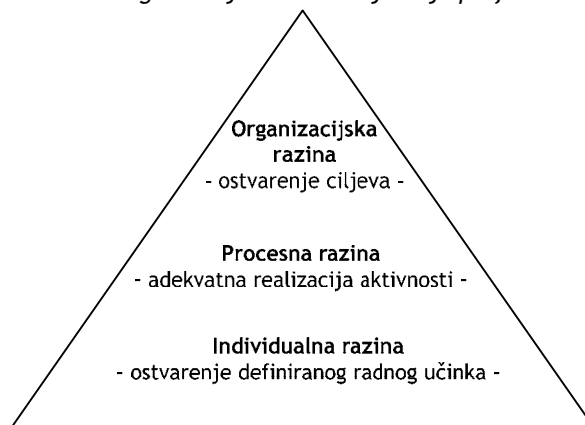 Organizacijska
razina
- ostvarenje ciljeva -
Procesna razina
- adekvatna realizacija aktivnosti -
Individualna razina
- ostvarenje definiranog radnog učinka -